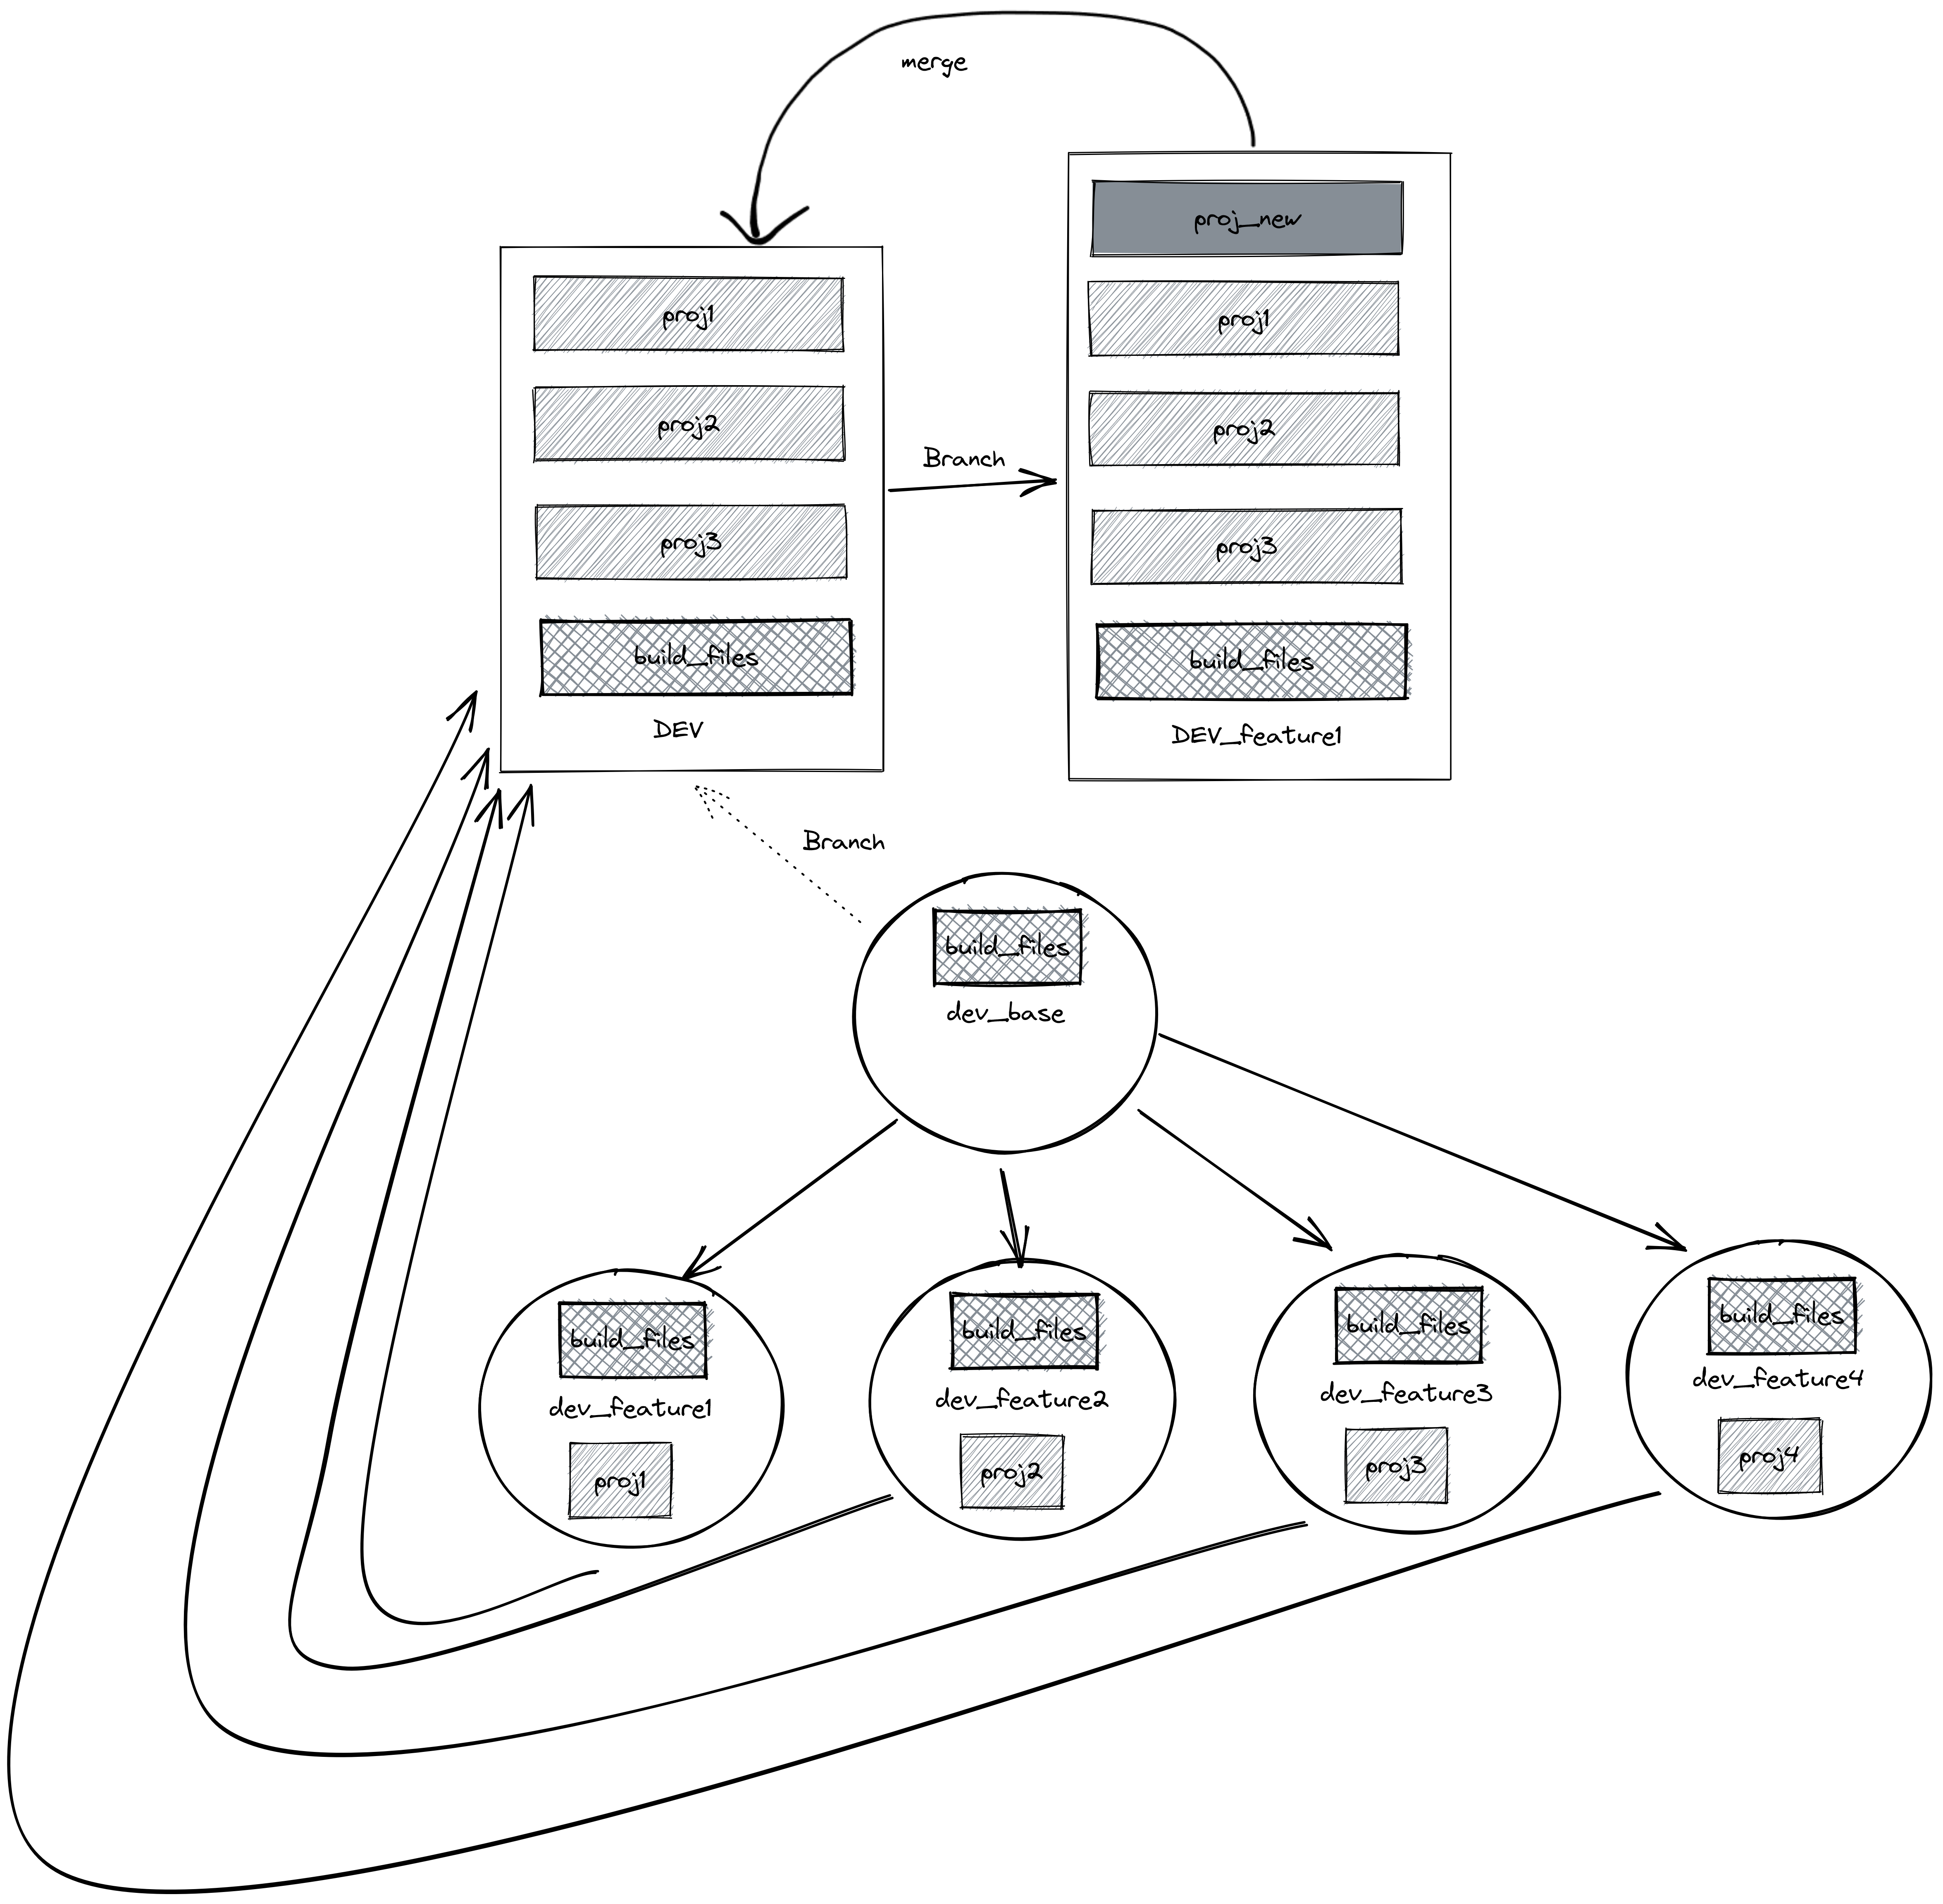 merge
proj_new
proj1
proj2
proj3
build_files
DEV
Branch
proj1
proj2
proj3
build_files
DEV_feature1
Branch
build_files
dev_base
build_files
dev_feature1
proj1
build_files
dev_feature2
proj2
build_files
dev_feature3
proj3
build_files
dev_feature4
proj4